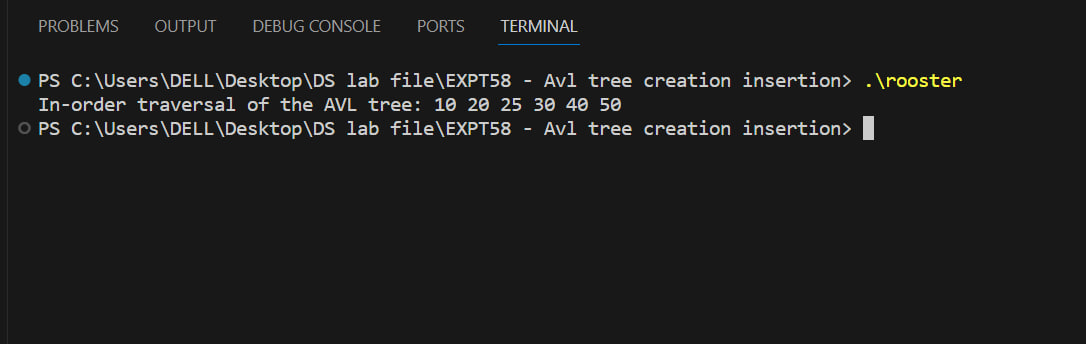 PROBLEMS OUTPUT DEBUG CONSOLE PORTS TERMINAL
PS C:\Users\DELL\Desktop\DS lab file\EXPT58 - Avl tree creation insertion> .\rooster
In-order traversal of the AVL tree: 10 20 25 30 40 50
PS C:\Users\DELL\Desktop\DS lab file\EXPT58 - Avl tree creation insertion>